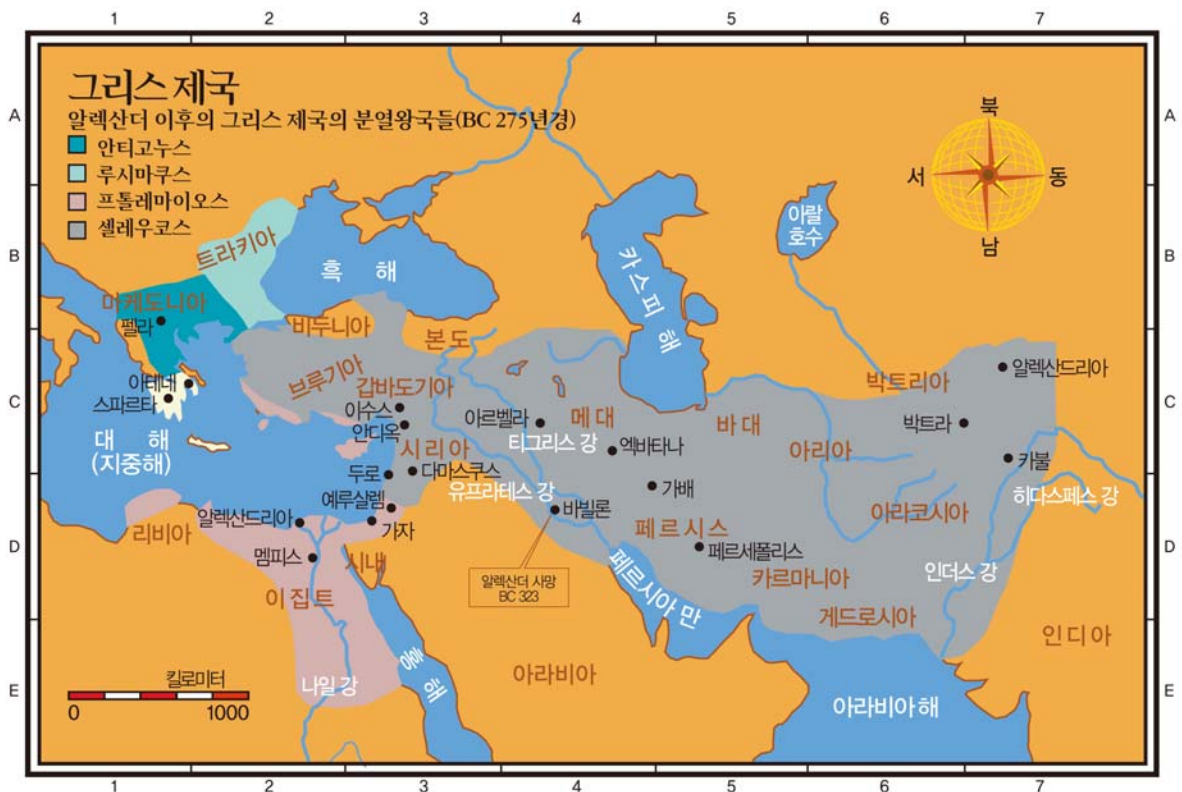 1 2 3 4 5 6 7
A A
B B
C C
D D
E E
그리스 제국
알렉산더 이후의 그리스 제국의 분열왕국들(BC 275년경)
안티고누스
루시마쿠스
프톨레마이오스
셀레우코스
북
서 동
남
아랄
호수
트라키아
흑 해
카스피 해
마케도니아
펠라
비두니아
본도
브루기아
갑바도기아
박트리아
알렉산드리아
아테네
스파르타
이수스
안디옥
시리아
아르벨라
메대
티그리스 강
엑바타나
바대
아리아
박트라
카불
대 해
(지중해)
두로
다마스쿠스
유프라테스 강
가배
히다스페스 강
예루살렘
가자
바빌론
아라코시아
리비아
알렉산드리아
멤피스
시내
페르시스
페르세폴리스
알렉산더 사망
BC 323
카르마니아
인더스 강
이집트
페르시아 만
게드로시아
인디아
홍 해
아라비아
나일 강
아라비아 해
킬로미터
0 1000
1 2 3 4 5 6 7